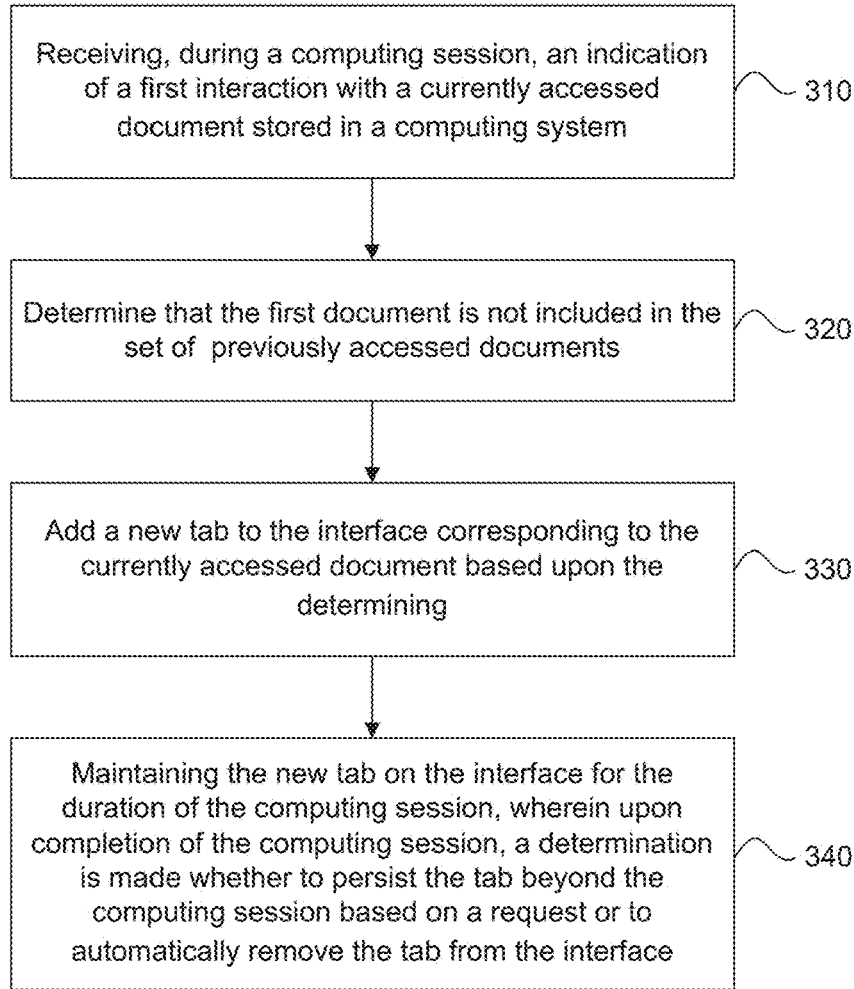 Receiving, during a computing session, an indication
of a first interaction with a currently accessed
document stored in a computing system
310
Determine that the first document is not included in the
set of previously accessed documents
320
Add a new tab to the interface corresponding to the
currently accessed document based upon the
determining
330
Maintaining the new tab on the interface for the
duration of the computing session, wherein upon
completion of the computing session, a determination
is made whether to persist the tab beyond the
computing session based on a request or to
automatically remove the tab from the interface
340